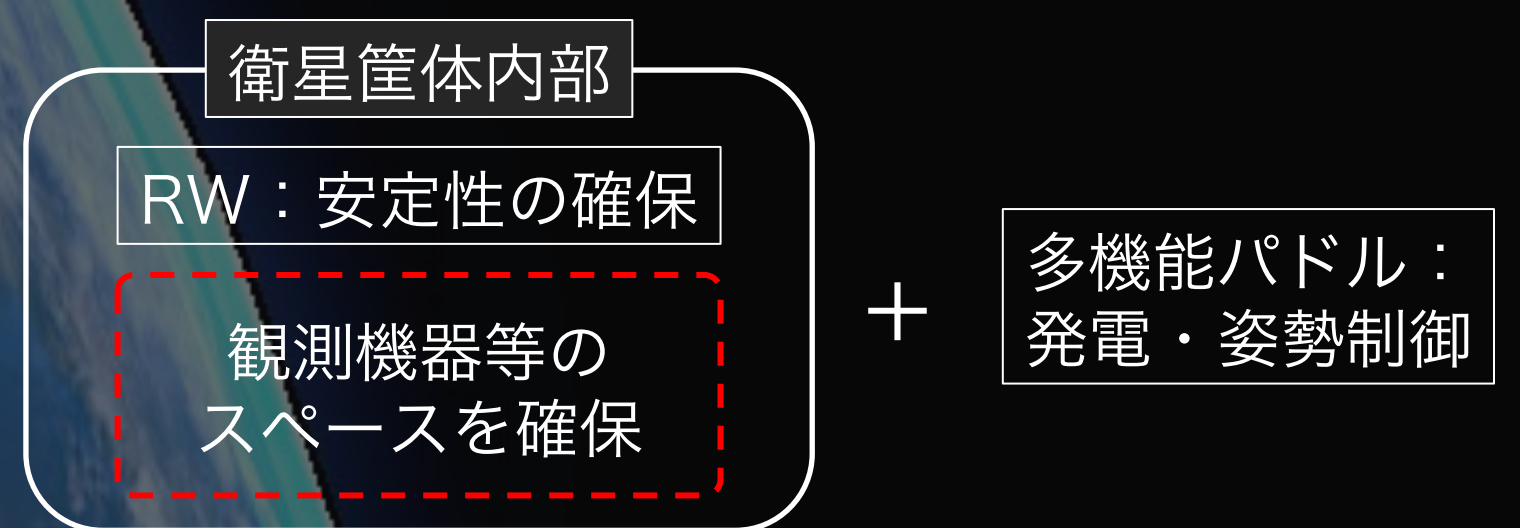 衛星筐体内部
RW：安定性の確保
観測機器等の
スペースを確保
＋
多機能パドル：
発電・姿勢制御